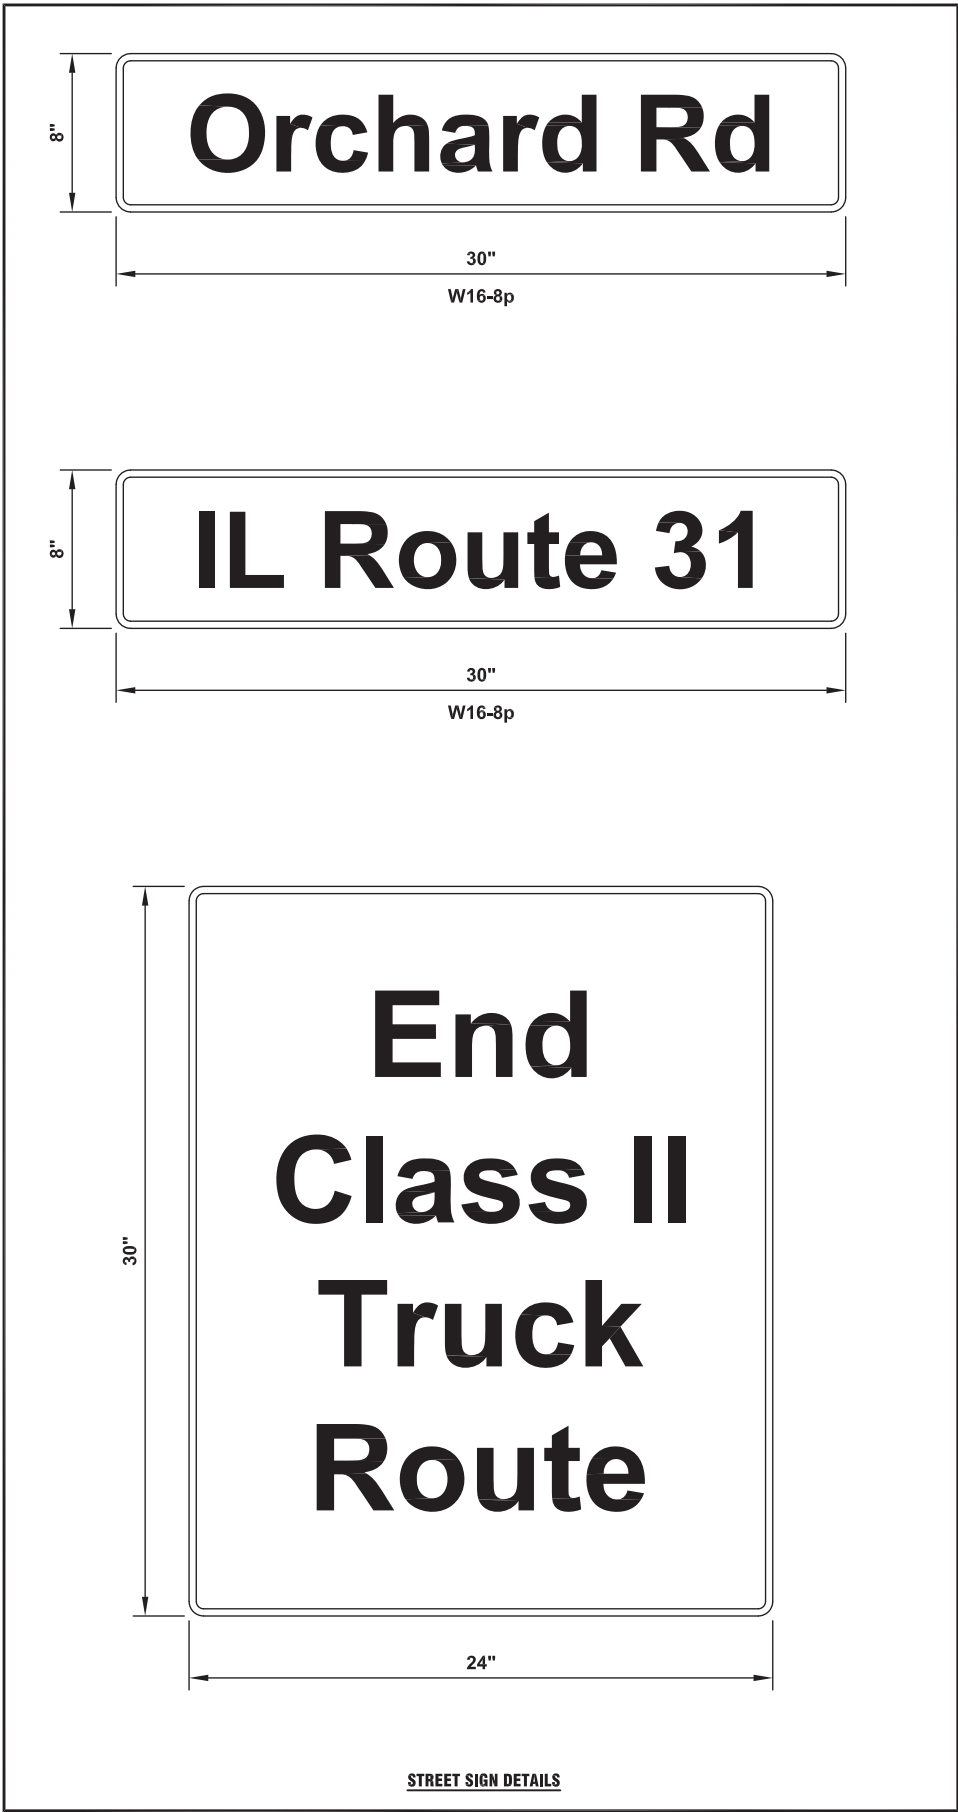 Orchard Rd
8"
30"
W16-8p
IL Route 31
8"
30"
W16-8p
End
Class II
Truck
Route
30"
24"
STREET SIGN DETAILS